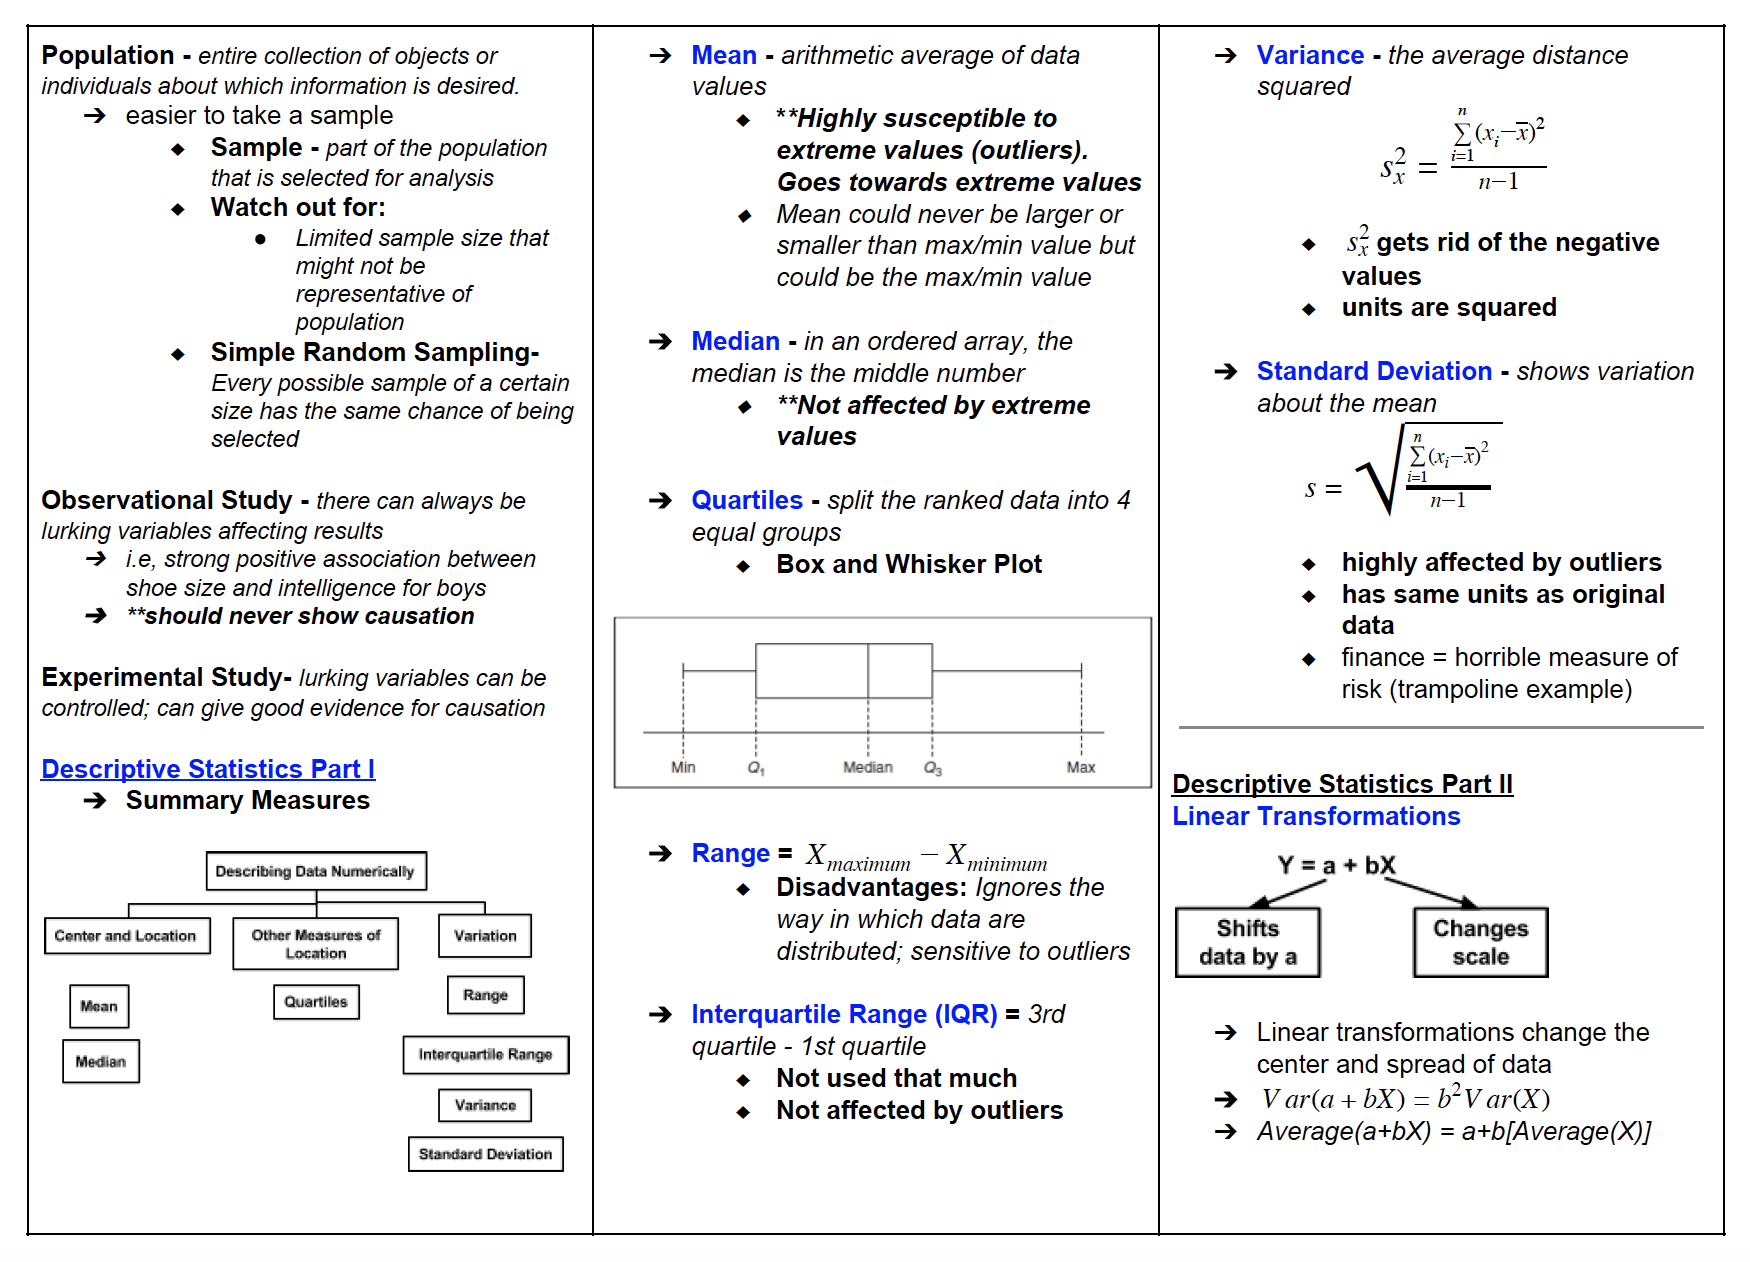 Population - entire collection of objects or
individuals about which information is desired.
➔ easier to take a sample
◆ Sample - part of the population
that is selected for analysis
◆ Watch out for:
● Limited sample size that
might not be
representative of
population
◆ Simple Random Sampling-
Every possible sample of a certain
size has the same chance of being
selected
Observational Study - there can always be
lurking variables affecting results
➔ i.e, strong positive association between
shoe size and intelligence for boys
➔ **should never show causation
Experimental Study- lurking variables can be
controlled; can give good evidence for causation
Descriptive Statistics Part I
➔ Summary Measures
Describing Data Numerically
Center and Location
Other Measures of
Location
Variation
Mean
Median
Quartiles
Range
Interquartile Range
Variance
Standard Deviation
➔ Mean - arithmetic average of data
values
◆ **Highly susceptible to
extreme values (outliers).
Goes towards extreme values
◆ Mean could never be larger or
smaller than max/min value but
could be the max/min value
➔ Median - in an ordered array, the
median is the middle number
◆ **Not affected by extreme
values
➔ Quartiles - split the ranked data into 4
equal groups
◆ Box and Whisker Plot
Min Q₁ Median Q₃ Max
➔ Range = X_maximum − X_minimum
◆ Disadvantages: Ignores the
way in which data are
distributed; sensitive to outliers
➔ Interquartile Range (IQR) = 3rd
quartile - 1st quartile
◆ Not used that much
◆ Not affected by outliers
➔ Variance - the average distance
squared
s_x^2 = \frac{\sum_{i=1}^{n}(x_i−\overline{x})^2}{n−1}
◆ s_x^2 gets rid of the negative
values
◆ units are squared
➔ Standard Deviation - shows variation
about the mean
s = \sqrt{\frac{\sum_{i=1}^{n}(x_i−\overline{x})^2}{n−1}}
◆ highly affected by outliers
◆ has same units as original
data
◆ finance = horrible measure of
risk (trampoline example)
Descriptive Statistics Part II
Linear Transformations
Y = a + bX
Shifts
data by a
Changes
scale
➔ Linear transformations change the
center and spread of data
➔ Var(a + bX) = b²Var(X)
➔ Average(a+bX) = a+b[Average(X)]